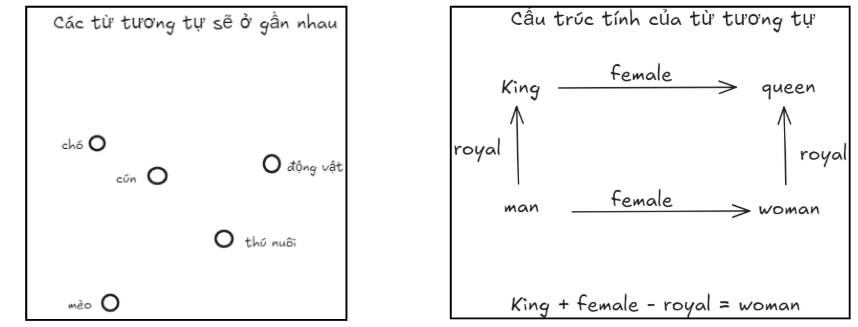 Các từ tương tự sẽ ở gần nhau
chó
cún
động vật
thú nuôi
mèo
Cấu trúc tính của từ tương tự
King
female
queen
royal
royal
man
female
woman
King + female - royal = woman